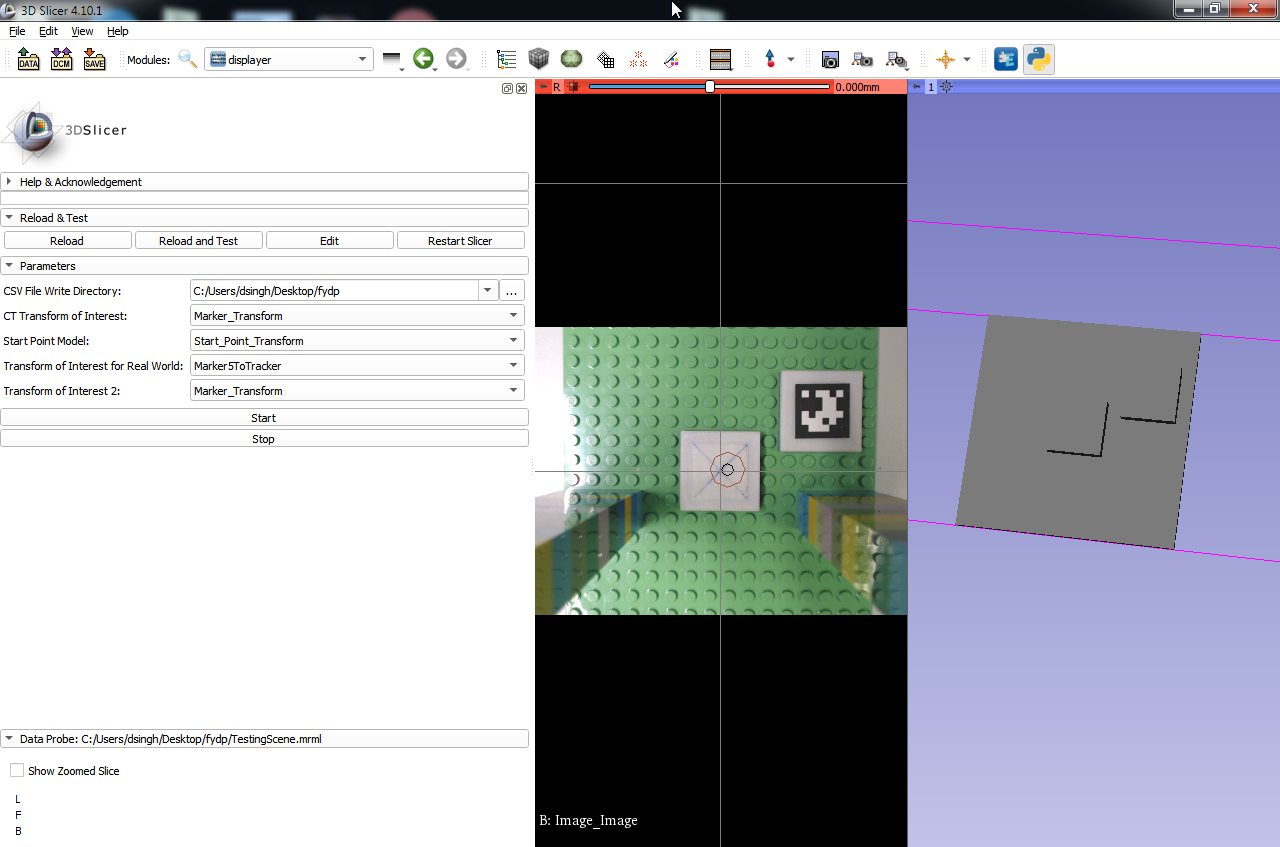 3D Slicer 4.10.1
File Edit View Help
DATA DCM SAVE Modules: displayer
R 0.000mm
1
3DSlicer
Help & Acknowledgement
Reload & Test
Reload Reload and Test Edit Restart Slicer
Parameters
CSV File Write Directory: C:/Users/dsingh/Desktop/fydp ...
CT Transform of Interest: Marker_Transform
Start Point Model: Start_Point_Transform
Transform of Interest for Real World: Marker5ToTracker
Transform of Interest 2: Marker_Transform
Start
Stop
Data Probe: C:/Users/dsingh/Desktop/fydp/TestingScene.mrml
Show Zoomed Slice
L
F
B
B: Image_Image